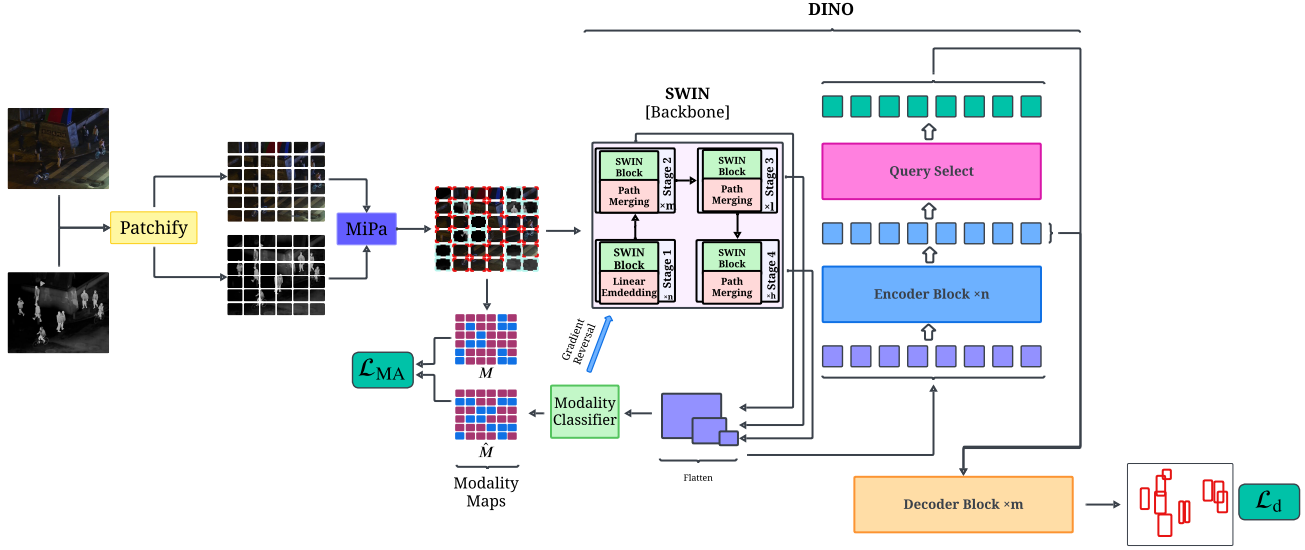 DINO
SWIN
[Backbone]
Patchify
MiPa
SWIN
Block
Path
Merging
Stage 2
×m
SWIN
Block
Path
Merging
Stage 3
×l
SWIN
Block
Linear
Emdedding
Stage 1
×n
SWIN
Block
Path
Merging
Stage 4
×h
Query Select
Encoder Block ×n
Gradient
Reversal
M
ℒMA
Modality
Classifier
M̂
Modality
Maps
Flatten
Decoder Block ×m
ℒd